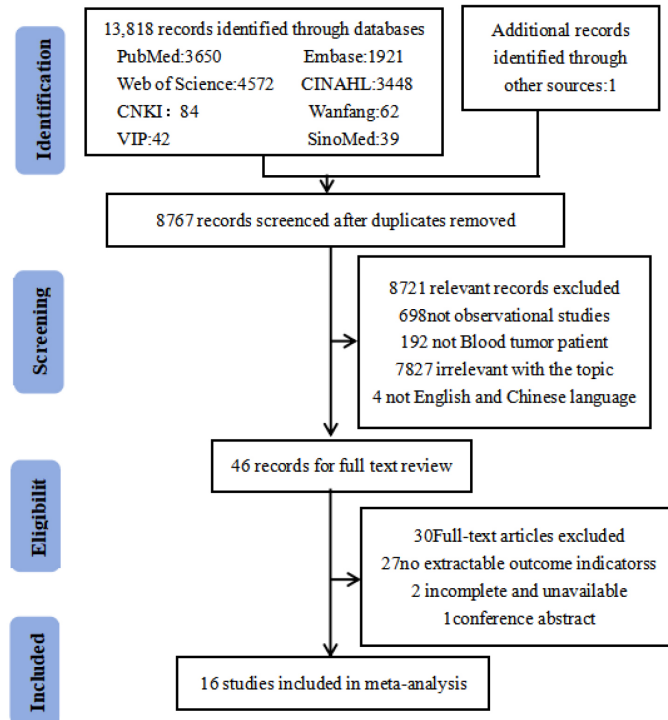 Identification
13,818 records identified through databases
PubMed:3650 Embase:1921
Web of Science:4572 CINAHL:3448
CNKI：84 Wanfang:62
VIP:42 SinoMed:39
Additional records
identified through
other sources:1
8767 records screenced after duplicates removed
Screening
8721 relevant records excluded
698not observational studies
192 not Blood tumor patient
7827 irrelevant with the topic
4 not English and Chinese language
Eligibilit
46 records for full text review
30Full-text articles excluded
27no extractable outcome indicatorss
2 incomplete and unavailable
1conference abstract
Included
16 studies included in meta-analysis